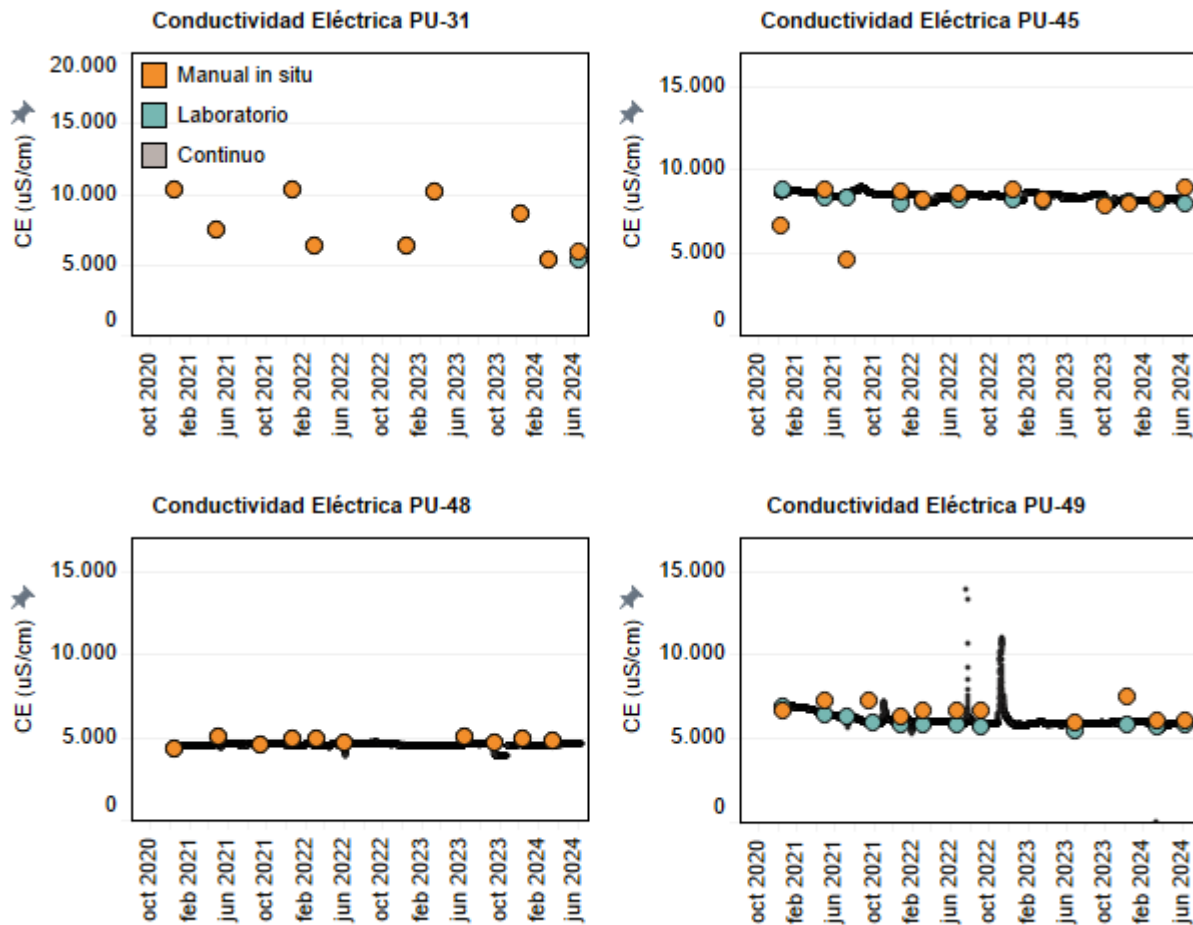 Conductividad Eléctrica PU-31
20.000
15.000
10.000
5.000
0
CE (uS/cm)
Manual in situ
Laboratorio
Continuo
oct 2020
feb 2021
jun 2021
oct 2021
feb 2022
jun 2022
oct 2022
feb 2023
jun 2023
oct 2023
feb 2024
jun 2024
Conductividad Eléctrica PU-45
15.000
10.000
5.000
0
CE (uS/cm)
oct 2020
feb 2021
jun 2021
oct 2021
feb 2022
jun 2022
oct 2022
feb 2023
jun 2023
oct 2023
feb 2024
jun 2024
Conductividad Eléctrica PU-48
15.000
10.000
5.000
0
CE (uS/cm)
oct 2020
feb 2021
jun 2021
oct 2021
feb 2022
jun 2022
oct 2022
feb 2023
jun 2023
oct 2023
feb 2024
jun 2024
Conductividad Eléctrica PU-49
15.000
10.000
5.000
0
CE (uS/cm)
oct 2020
feb 2021
jun 2021
oct 2021
feb 2022
jun 2022
oct 2022
feb 2023
jun 2023
oct 2023
feb 2024
jun 2024